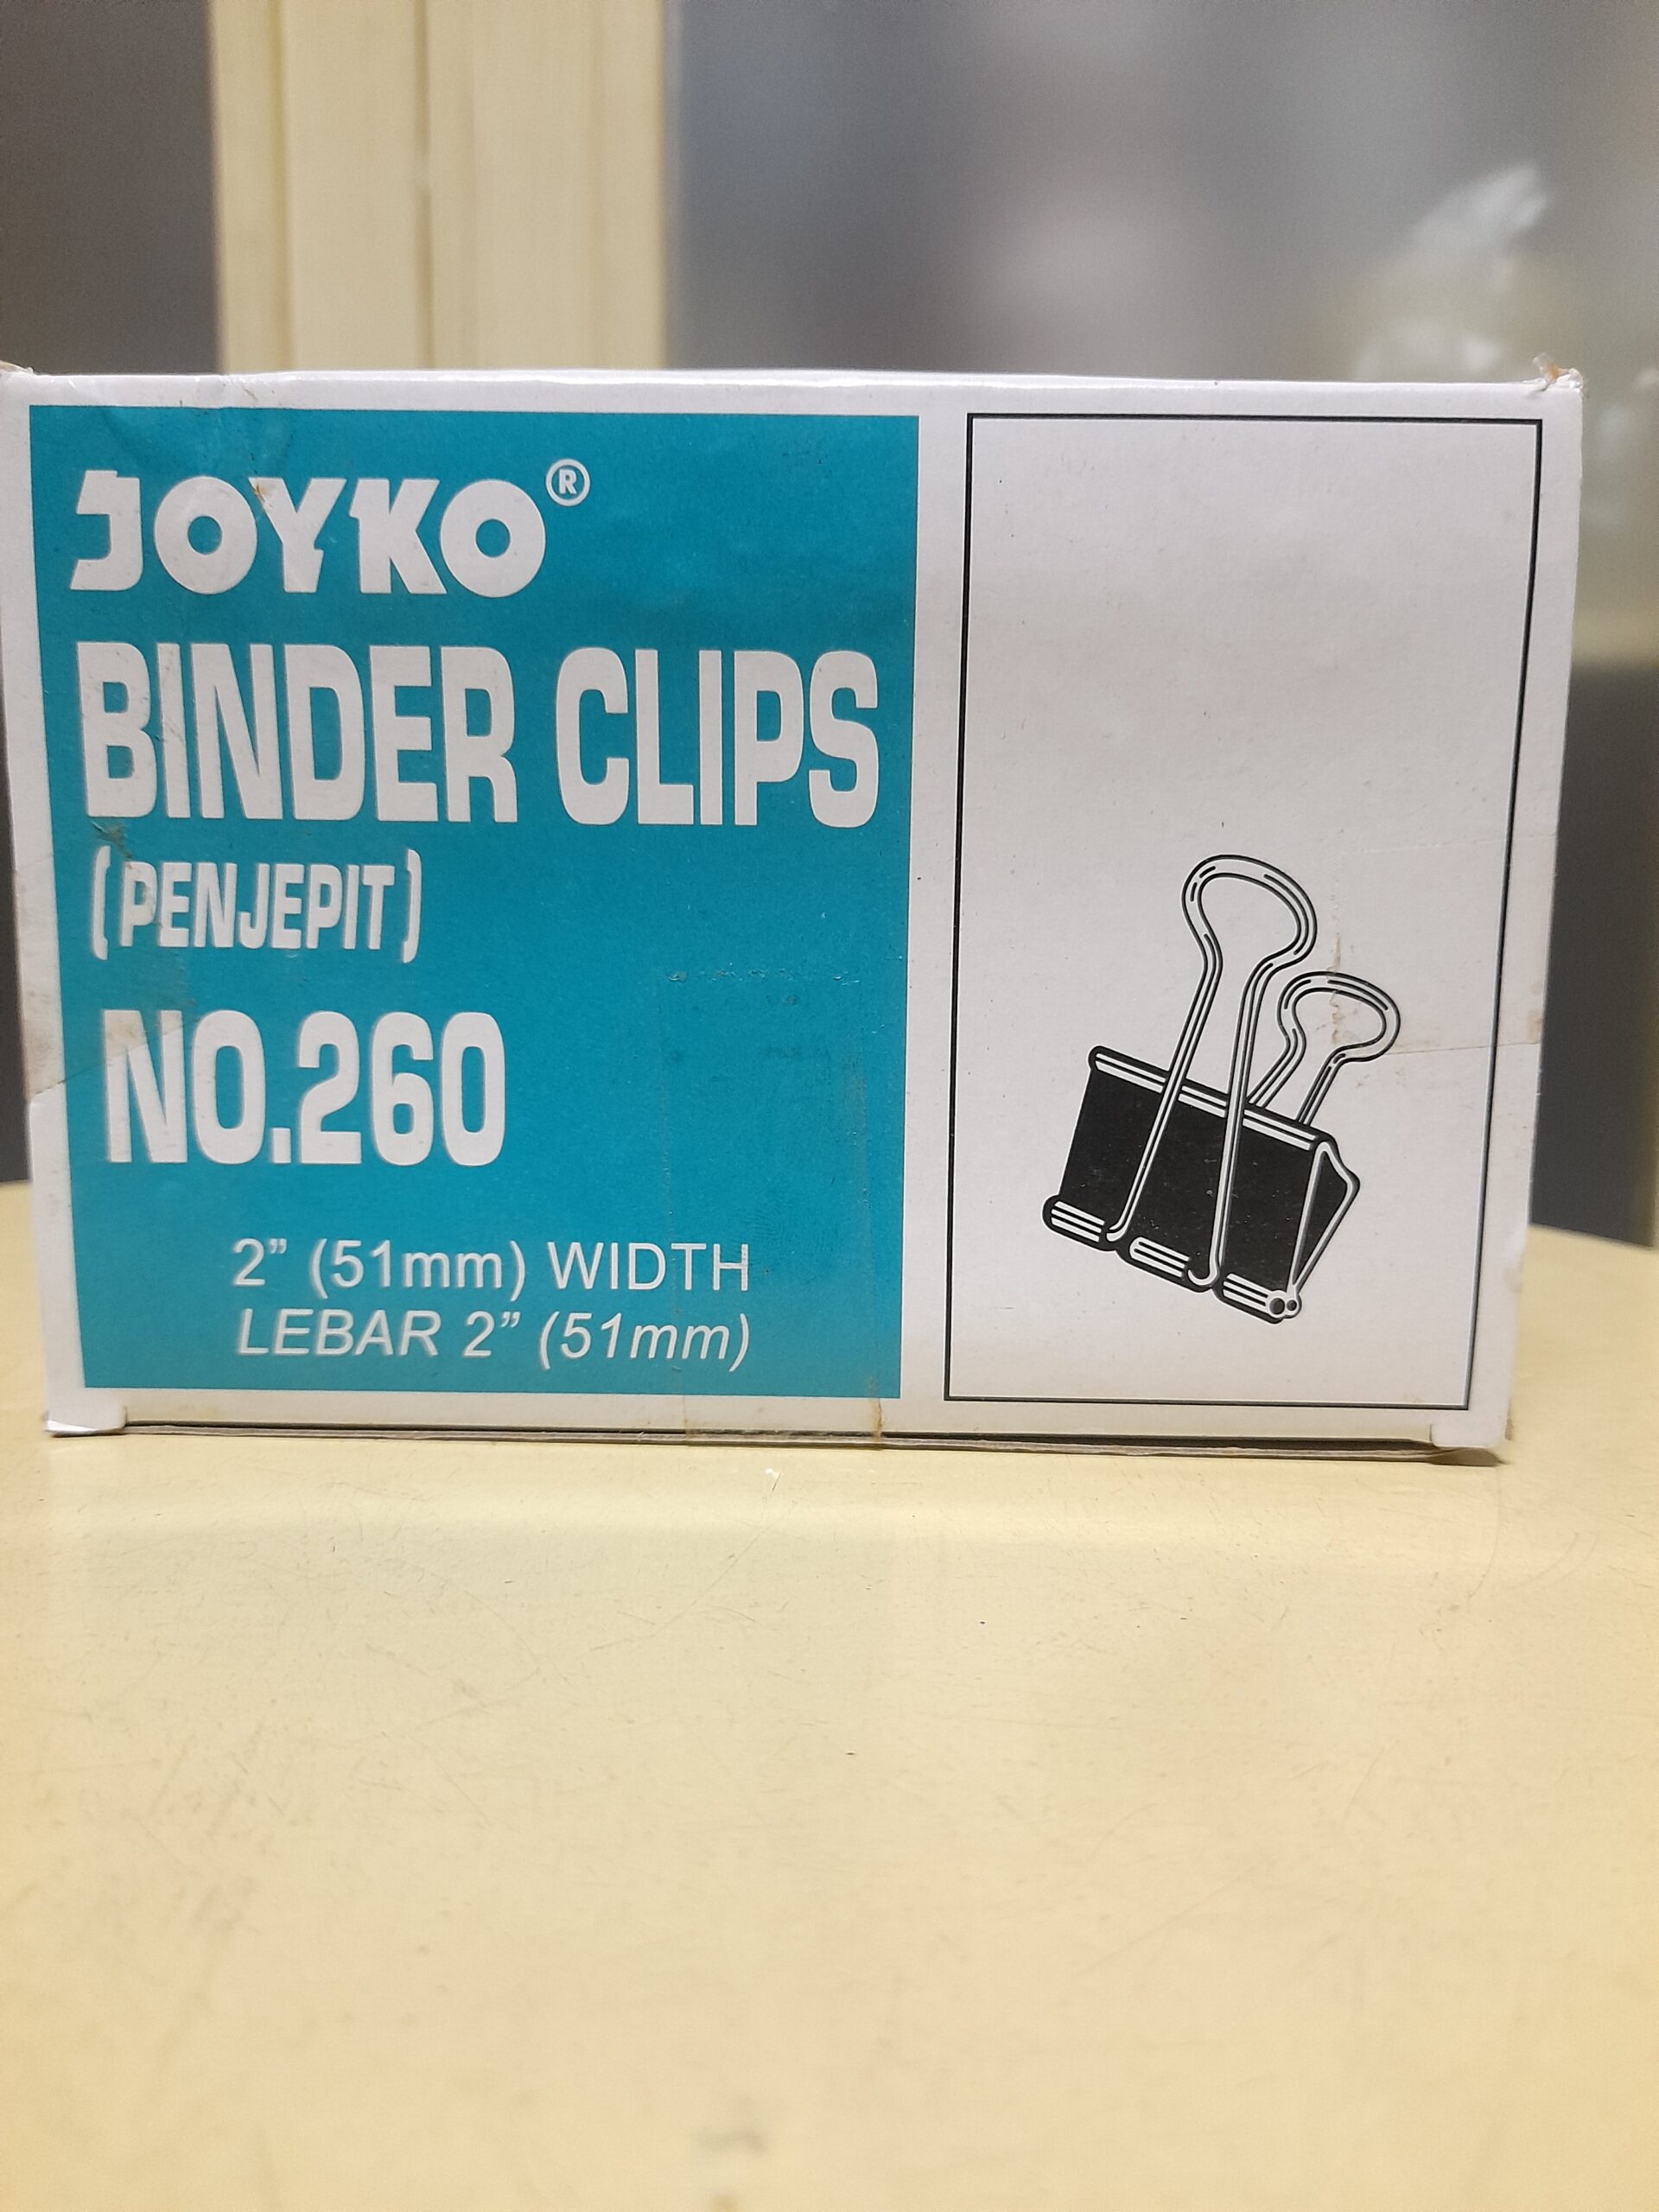 JOYKO®
BINDER CLIPS
(PENJEPIT)
NO.260
2” (51mm) WIDTH
LEBAR 2” (51mm)